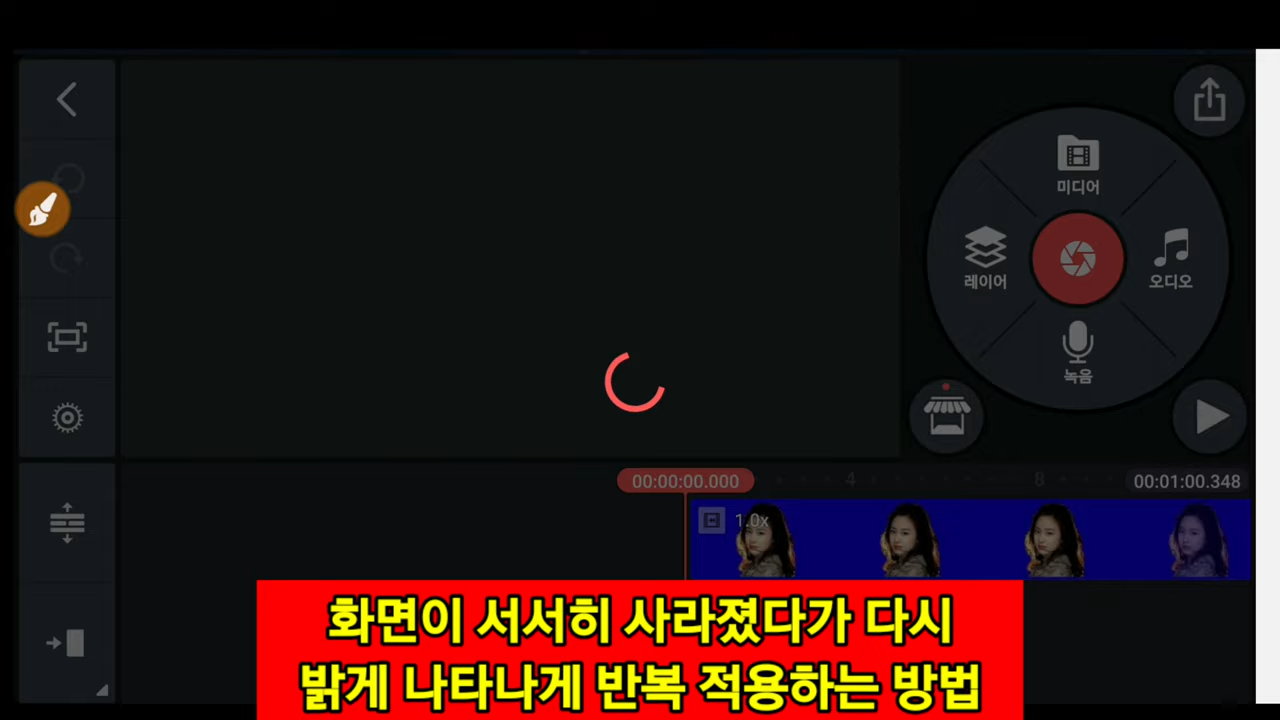 미디어
레이어
오디오
녹음
00:00:00.000
4
8
00:01:00.348
1.0x
화면이 서서히 사라졌다가 다시
밝게 나타나게 반복 적용하는 방법